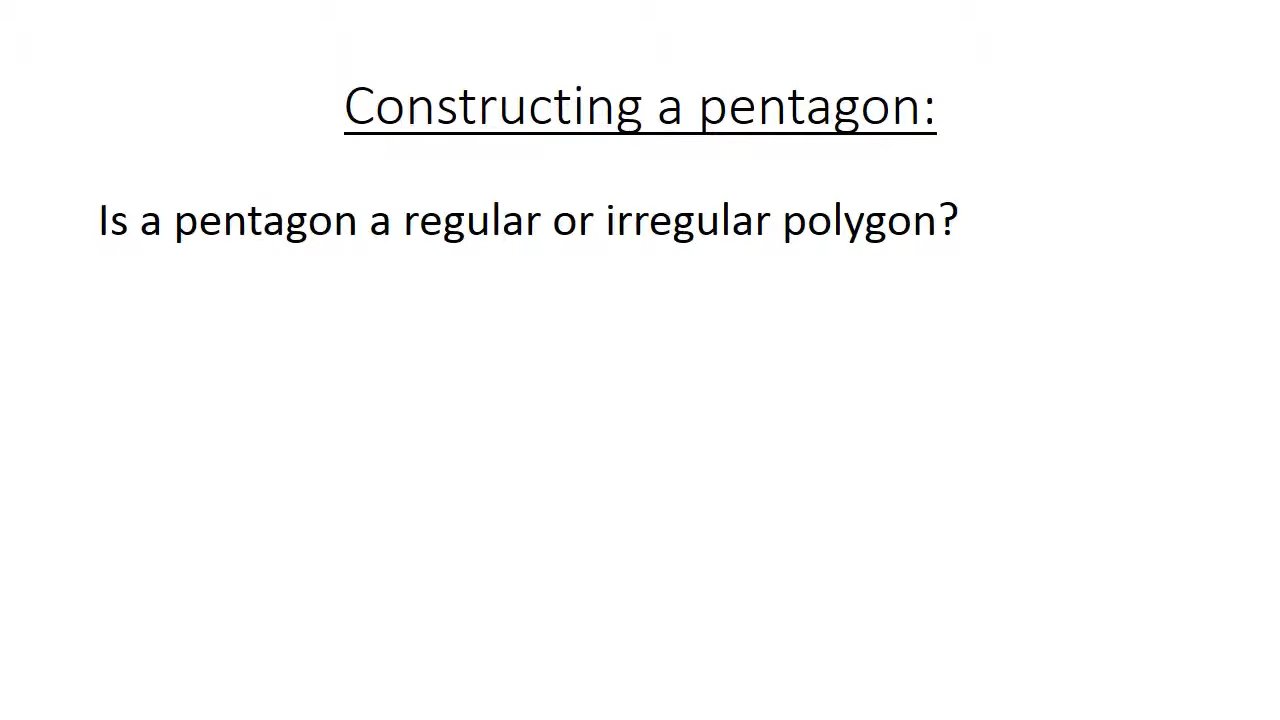 Constructing a pentagon:
Is a pentagon a regular or irregular polygon?